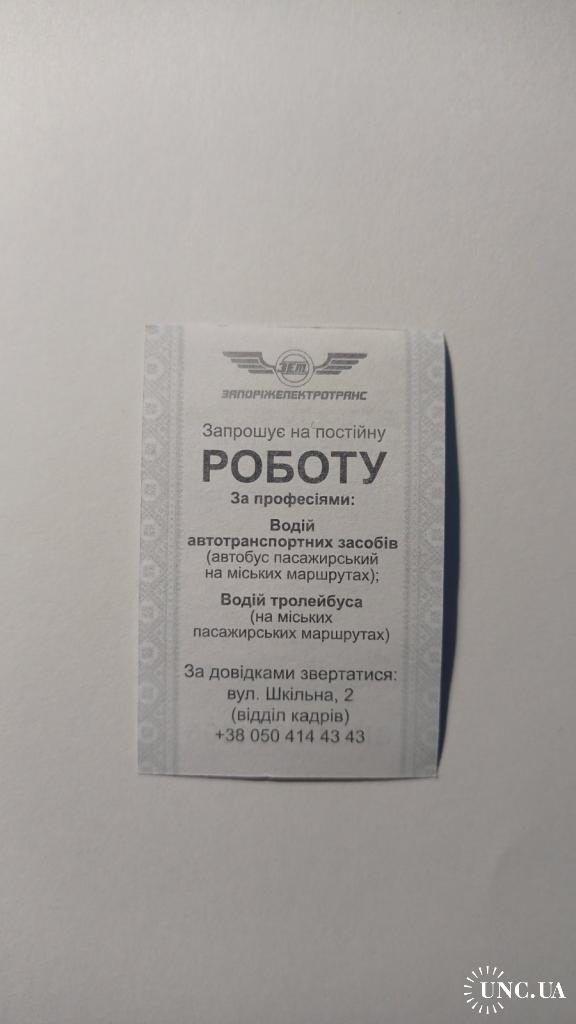 ЗЕТ
ЗАПОРІЖЕЛЕКТРОТРАНС
Запрошує на постійну
РОБОТУ
За професіями:
Водій
автотранспортних засобів
(автобус пасажирський
на міських маршрутах);
Водій тролейбуса
(на міських
пасажирських маршрутах)
За довідками звертатися:
вул. Шкільна, 2
(відділ кадрів)
+38 050 414 43 43
UNC.UA